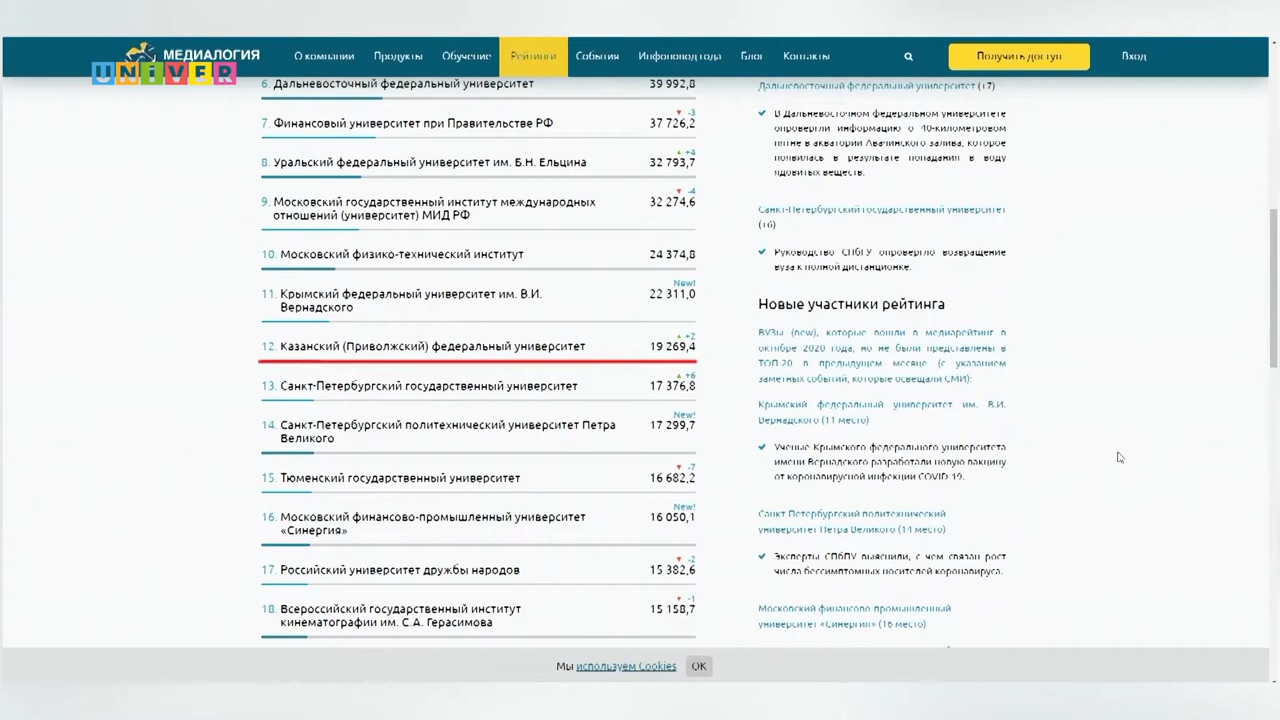 МЕДИАЛОГИЯ
UNIVER
О компании
Продукты
Обучение
Рейтинги
События
Инфоповод года
Блог
Контакты
Получить доступ
Вход
6. Дальневосточный федеральный университет 39 992,8
-3
7. Финансовый университет при Правительстве РФ 37 726,2
+4
8. Уральский федеральный университет им. Б.Н. Ельцина 32 793,7
-4
9. Московский государственный институт международных 32 274,6
отношений (университет) МИД РФ
10. Московский физико-технический институт 24 374,8
New!
11. Крымский федеральный университет им. В.И. 22 311,0
Вернадского
+2
12. Казанский (Приволжский) федеральный университет 19 269,4
+6
13. Санкт-Петербургский государственный университет 17 376,8
New!
14. Санкт-Петербургский политехнический университет Петра 17 299,7
Великого
-7
15. Тюменский государственный университет 16 682,2
New!
16. Московский финансово-промышленный университет 16 050,1
«Синергия»
-2
17. Российский университет дружбы народов 15 382,6
-1
18. Всероссийский государственный институт 15 158,7
кинематографии им. С.А. Герасимова
Дальневосточный федеральный университет (+7)
В Дальневосточном федеральном университете
опровергли информацию о 40-километровом
пятне в акватории Авачинского залива, которое
появилась в результате попадания в воду
ядовитых веществ.
Санкт-Петербургский государственный университет
(+6)
Руководство СПбГУ опровергло возвращение
вуза к полной дистанционке.
Новые участники рейтинга
ВУЗы (new), которые вошли в медиарейтинг в
октябре 2020 года, но не были представлены в
ТОП-20 в предыдущем месяце (с указанием
заметных событий, которые освещали СМИ):
Крымский федеральный университет им. В.И.
Вернадского (11 место)
Ученые Крымского федерального университета
имени Вернадского разработали новую вакцину
от коронавирусной инфекции COVID-19.
Санкт-Петербургский политехнический
университет Петра Великого (14 место)
Эксперты СПбПУ выяснили, с чем связан рост
числа бессимптомных носителей коронавируса.
Московский финансово-промышленный
университет «Синергия» (16 место)
Мы используем Cookies OK